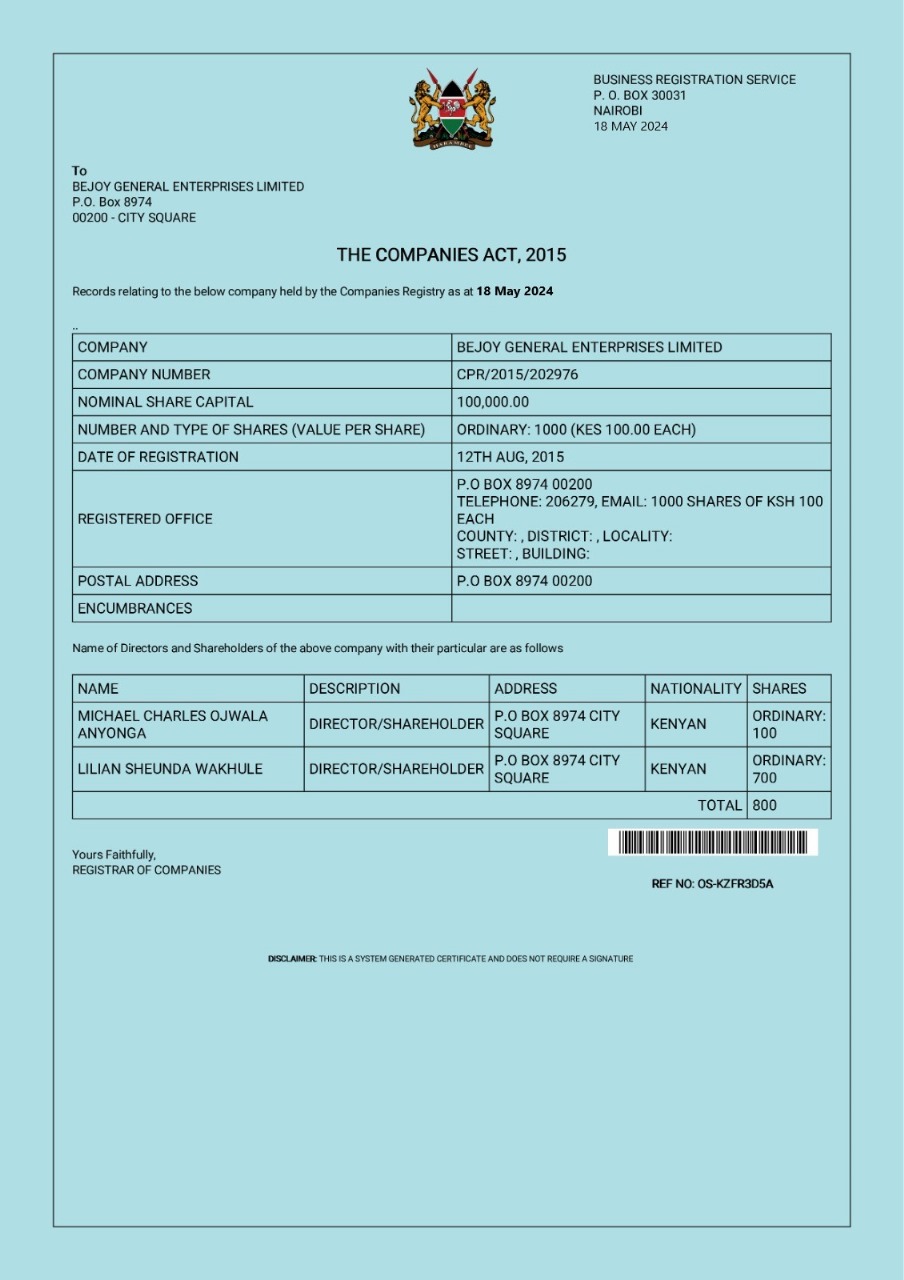 BUSINESS REGISTRATION SERVICE
P. O. BOX 30031
NAIROBI
18 MAY 2024
HARAMBEE
To
BEJOY GENERAL ENTERPRISES LIMITED
P.O. Box 8974
00200 - CITY SQUARE
THE COMPANIES ACT, 2015
Records relating to the below company held by the Companies Registry as at 18 May 2024
..
COMPANY BEJOY GENERAL ENTERPRISES LIMITED
COMPANY NUMBER CPR/2015/202976
NOMINAL SHARE CAPITAL 100,000.00
NUMBER AND TYPE OF SHARES (VALUE PER SHARE) ORDINARY: 1000 (KES 100.00 EACH)
DATE OF REGISTRATION 12TH AUG, 2015
REGISTERED OFFICE
P.O BOX 8974 00200
TELEPHONE: 206279, EMAIL: 1000 SHARES OF KSH 100
EACH
COUNTY: , DISTRICT: , LOCALITY:
STREET: , BUILDING:
POSTAL ADDRESS P.O BOX 8974 00200
ENCUMBRANCES
Name of Directors and Shareholders of the above company with their particular are as follows
NAME DESCRIPTION ADDRESS NATIONALITY SHARES
MICHAEL CHARLES OJWALA
ANYONGA
DIRECTOR/SHAREHOLDER
P.O BOX 8974 CITY
SQUARE
KENYAN
ORDINARY:
100
LILIAN SHEUNDA WAKHULE
DIRECTOR/SHAREHOLDER
P.O BOX 8974 CITY
SQUARE
KENYAN
ORDINARY:
700
TOTAL 800
Yours Faithfully,
REGISTRAR OF COMPANIES
REF NO: OS-KZFR3D5A
DISCLAIMER: THIS IS A SYSTEM GENERATED CERTIFICATE AND DOES NOT REQUIRE A SIGNATURE